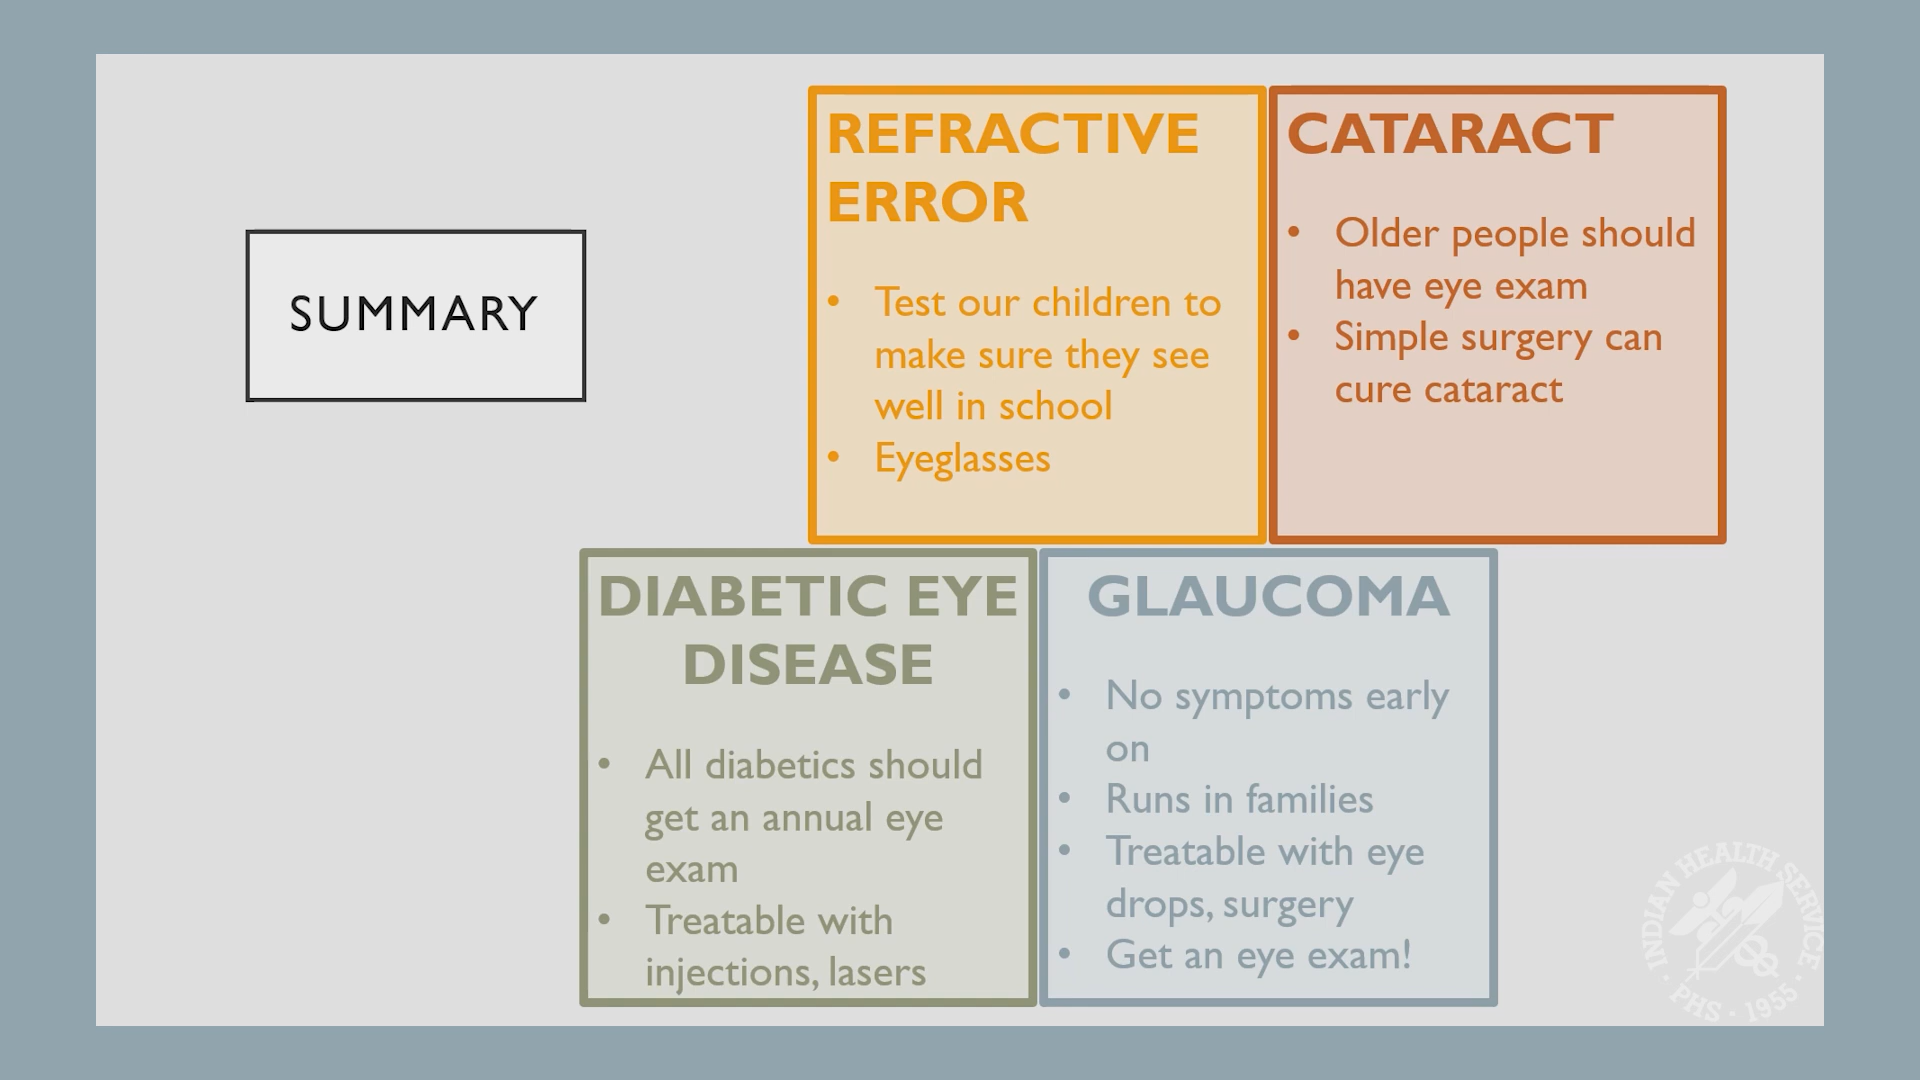 SUMMARY
REFRACTIVE
ERROR
• Test our children to
make sure they see
well in school
• Eyeglasses
CATARACT
• Older people should
have eye exam
• Simple surgery can
cure cataract
DIABETIC EYE
DISEASE
• All diabetics should
get an annual eye
exam
• Treatable with
injections, lasers
GLAUCOMA
• No symptoms early
on
• Runs in families
• Treatable with eye
drops, surgery
• Get an eye exam!
INDIAN HEALTH SERVICE
· PHS · 1955 ·